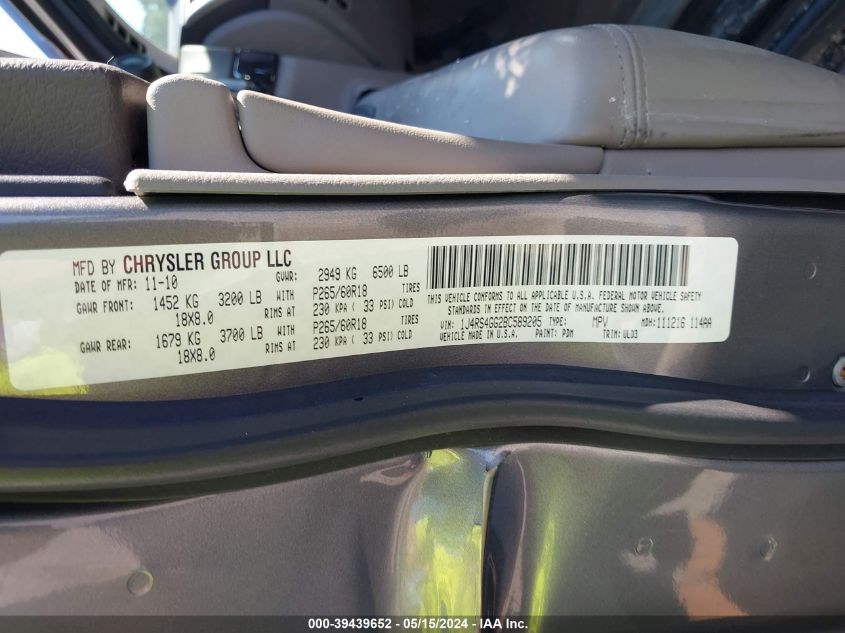 MFD BY CHRYSLER GROUP LLC
DATE OF MFR: 11-10 GVWR: 2949 KG 6500 LB
GAWR FRONT: 1452 KG 3200 LB WITH P265/60R18 TIRES
18X8.0 RIMS AT 230 KPA ( 33 PSI) COLD
GAWR REAR: 1679 KG 3700 LB WITH P265/60R18 TIRES
18X8.0 RIMS AT 230 KPA ( 33 PSI) COLD
THIS VEHICLE CONFORMS TO ALL APPLICABLE U.S.A. FEDERAL MOTOR VEHICLE SAFETY
STANDARDS IN EFFECT ON THE DATE OF MANUFACTURE SHOWN ABOVE.
VIN: 1J4RS4GG2BC589205 TYPE: MPV MDH:111216 114AA
VEHICLE MADE IN U.S.A. PAINT: PDM TRIM: ULD3
000-39439652 - 05/15/2024 - IAA Inc.